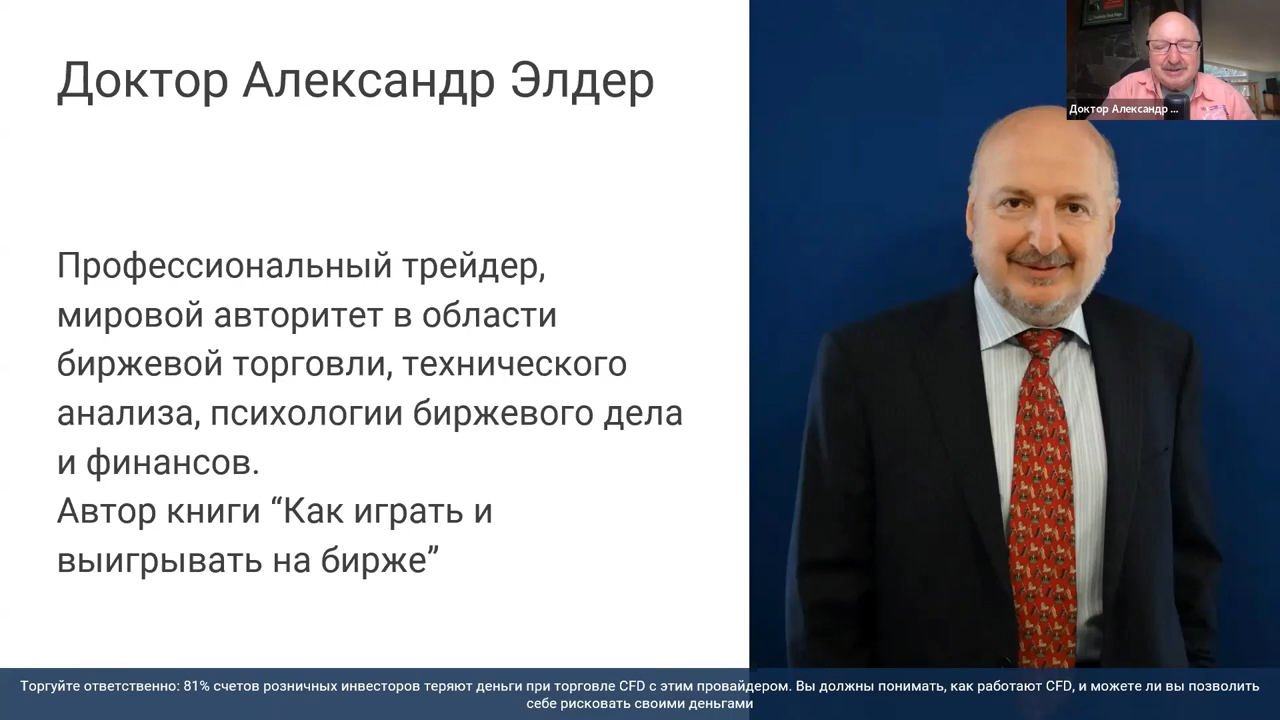 Доктор Александр Элдер
Доктор Александр ...
Профессиональный трейдер,
мировой авторитет в области
биржевой торговли, технического
анализа, психологии биржевого дела
и финансов.
Автор книги “Как играть и
выигрывать на бирже”
Торгуйте ответственно: 81% счетов розничных инвесторов теряют деньги при торговле CFD с этим провайдером. Вы должны понимать, как работают CFD, и можете ли вы позволить
себе рисковать своими деньгами